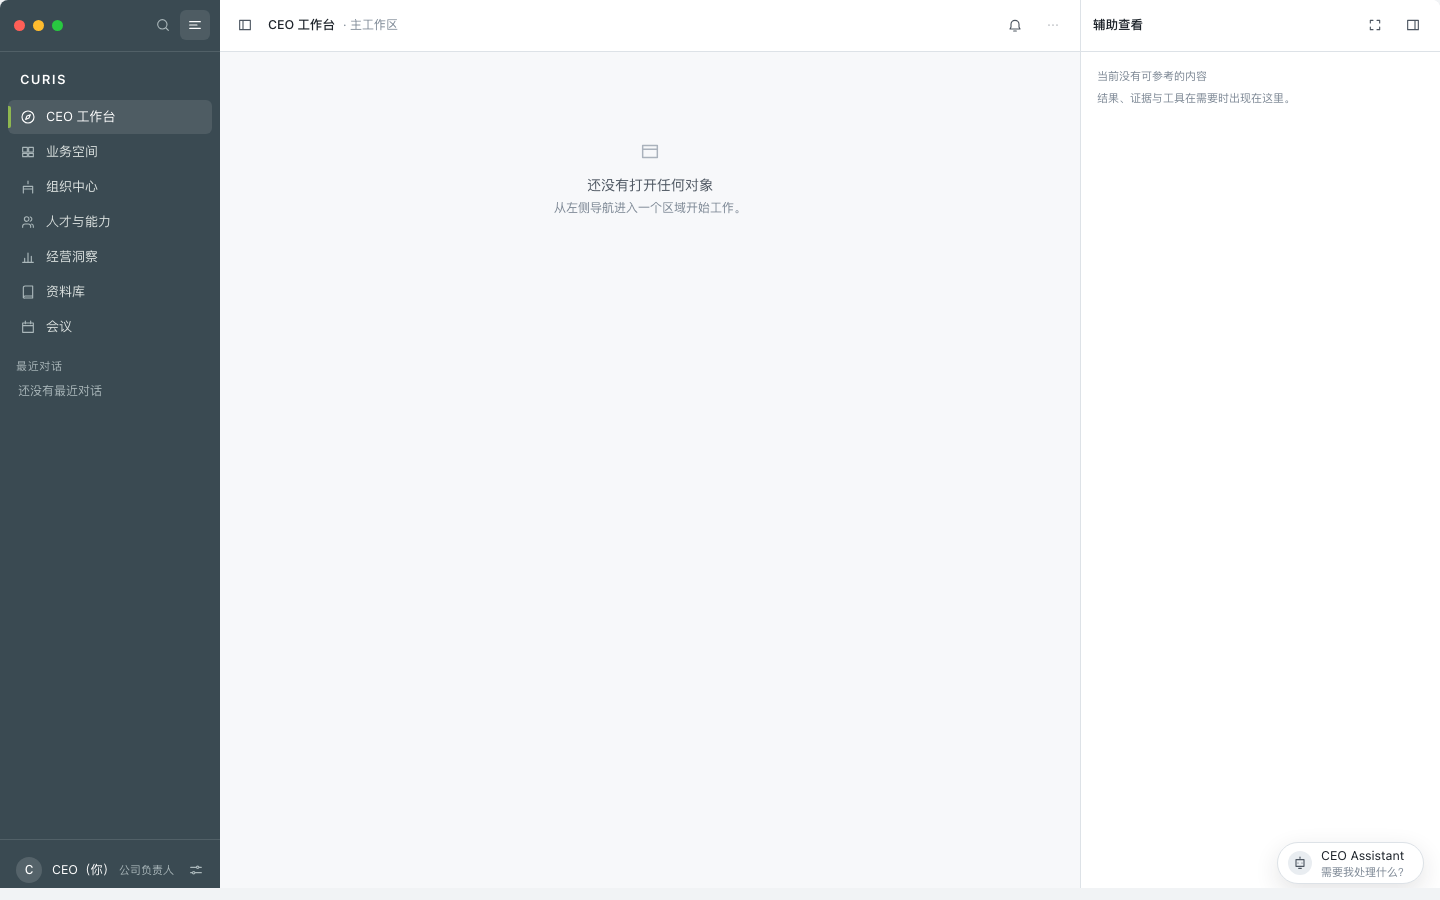 CURIS
CEO 工作台
业务空间
组织中心
人才与能力
经营洞察
资料库
会议
最近对话
还没有最近对话
C CEO（你） 公司负责人
CEO 工作台 · 主工作区
还没有打开任何对象
从左侧导航进入一个区域开始工作。
辅助查看
当前没有可参考的内容
结果、证据与工具在需要时出现在这里。
CEO Assistant
需要我处理什么?